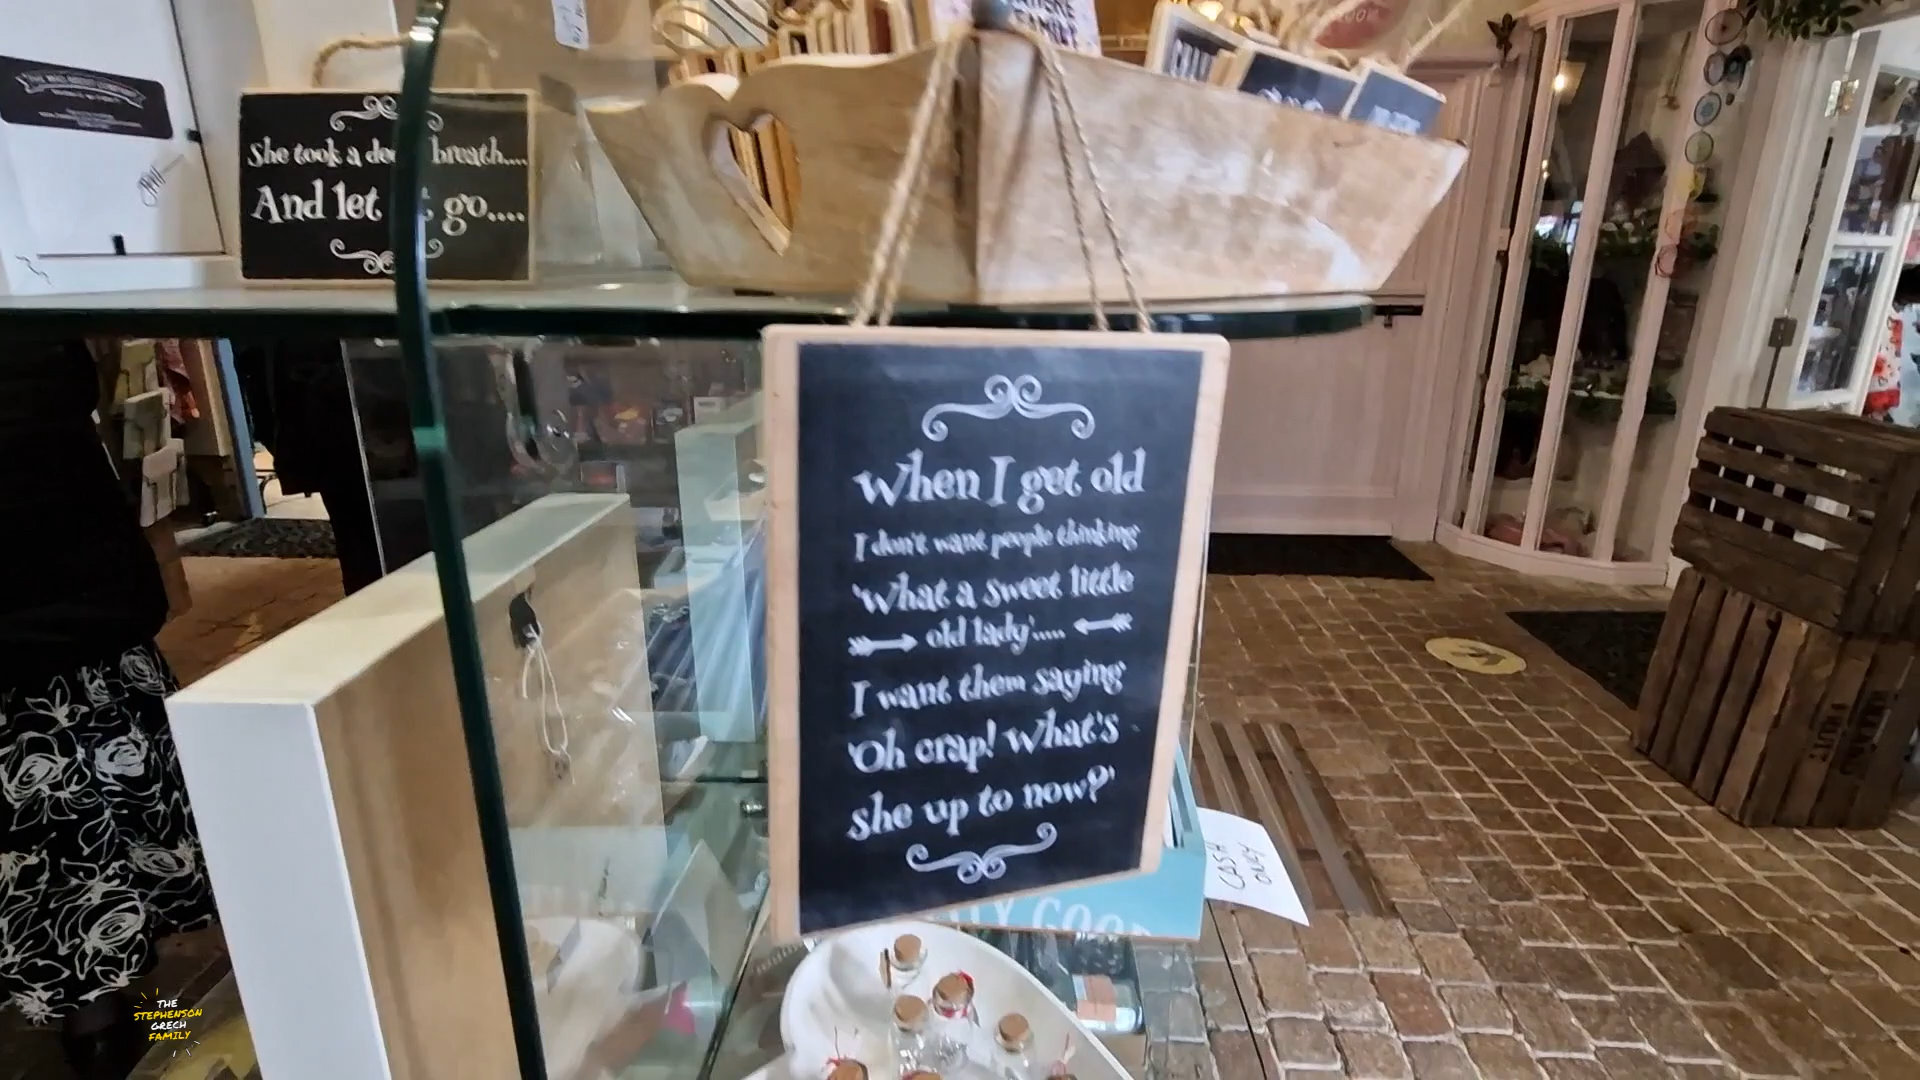 She took a deep breath....
And let it go....
When I get old
I don't want people thinking
'What a sweet little
old lady'.....
I want them saying
'Oh crap! What's
she up to now?'
CASH
ONLY
THE
STEPHENSON
GRECH
FAMILY